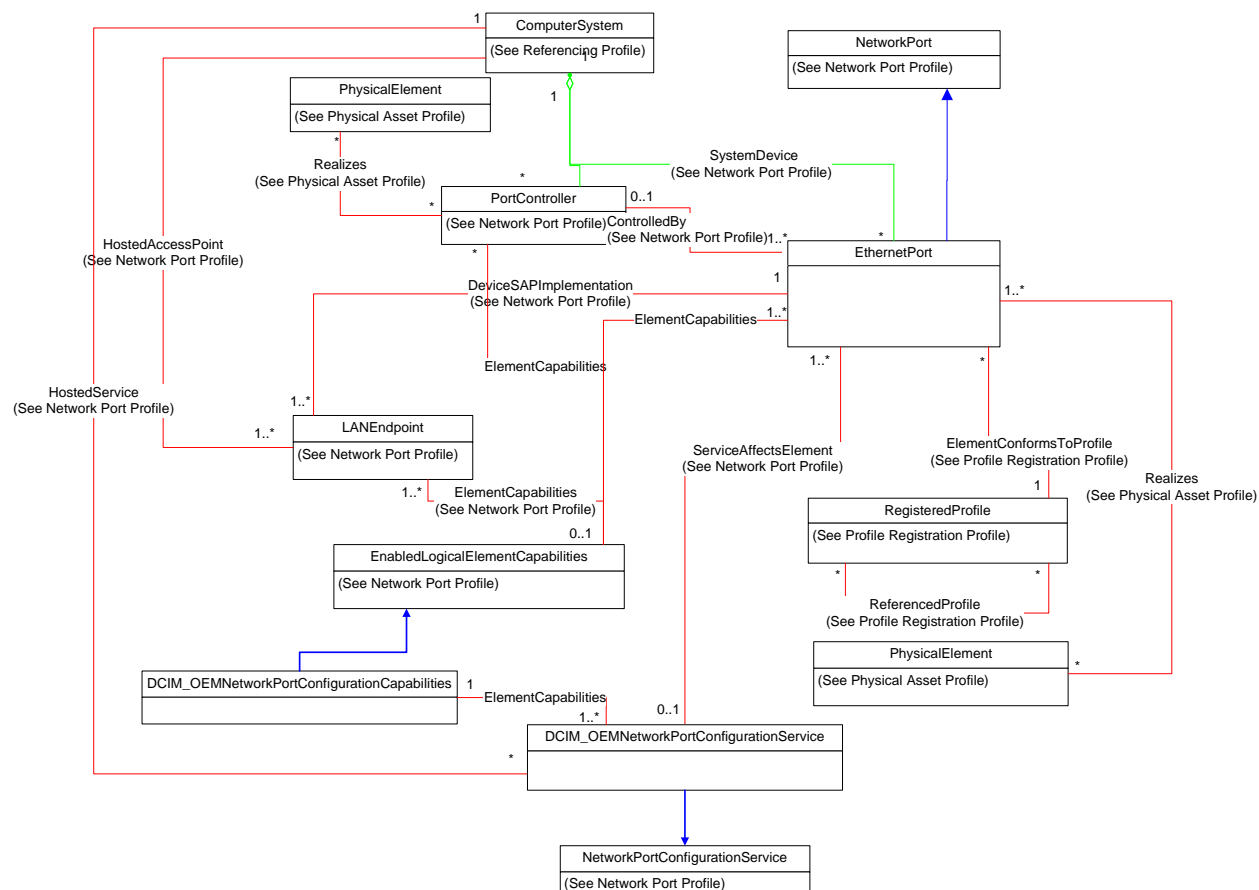 1
ComputerSystem
(See Referencing Profile)
1
1
NetworkPort
(See Network Port Profile)
PhysicalElement
(See Physical Asset Profile)
*
Realizes
(See Physical Asset Profile)
*
*
SystemDevice
(See Network Port Profile)
PortController
(See Network Port Profile)
*
0..1
ControlledBy
(See Network Port Profile)
1..*
*
HostedAccessPoint
(See Network Port Profile)
EthernetPort
1
1..*
1..*
1..*
*
DeviceSAPImplementation
(See Network Port Profile)
ElementCapabilities
ElementCapabilities
HostedService
(See Network Port Profile)
1..*
1..*
LANEndpoint
(See Network Port Profile)
1..*
ElementCapabilities
(See Network Port Profile)
ServiceAffectsElement
(See Network Port Profile)
ElementConformsToProfile
(See Profile Registration Profile)
1
Realizes
(See Physical Asset Profile)
RegisteredProfile
(See Profile Registration Profile)
*
*
ReferencedProfile
(See Profile Registration Profile)
0..1
EnabledLogicalElementCapabilities
(See Network Port Profile)
PhysicalElement
(See Physical Asset Profile)
*
DCIM_OEMNetworkPortConfigurationCapabilities
1
ElementCapabilities
1..*
0..1
*
DCIM_OEMNetworkPortConfigurationService
NetworkPortConfigurationService
(See Network Port Profile)